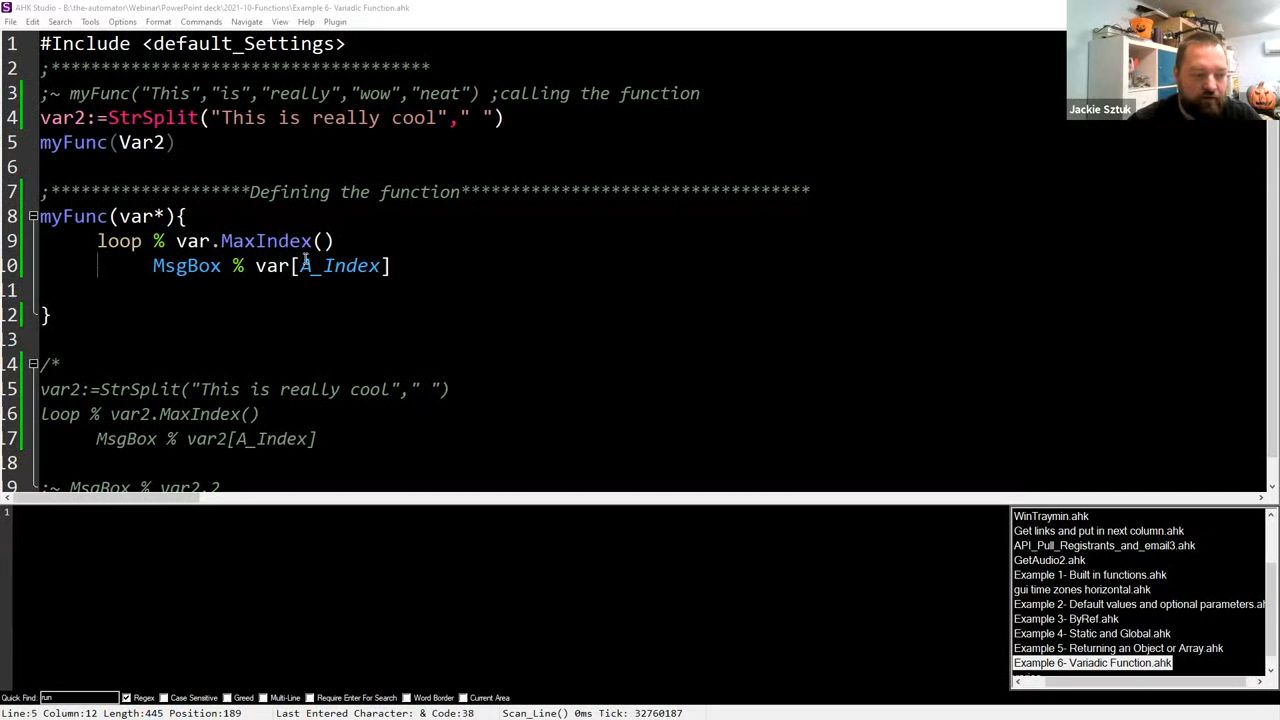 AHK Studio - B:\the-automator\Webinar\PowerPoint deck\2021-10-Functions\Example 6- Variadic Function.ahk
File Edit Search Tools Options Format Commands Navigate View Help Plugin
1 #Include <default_Settings>
2 ;**************************************
3 ;~ myFunc("This","is","really","wow","neat") ;calling the function
4 var2:=StrSplit("This is really cool"," ")
5 myFunc(Var2)
6
7 ;********************Defining the function***********************************
8 myFunc(var*){
9 loop % var.MaxIndex()
10 MsgBox % var[A_Index]
11
12 }
13
14 /*
15 var2:=StrSplit("This is really cool"," ")
16 loop % var2.MaxIndex()
17 MsgBox % var2[A_Index]
18
9 ;~ MsgBox % var2.2
Jackie Sztuk
1
WinTraymin.ahk
Get links and put in next column.ahk
API_Pull_Registrants_and_email3.ahk
GetAudio2.ahk
Example 1- Built in functions.ahk
gui time zones horizontal.ahk
Example 2- Default values and optional parameters.ah
Example 3- ByRef.ahk
Example 4- Static and Global.ahk
Example 5- Returning an Object or Array.ahk
Example 6- Variadic Function.ahk
Quick Find: run Regex Case Sensitive Greed Multi-Line Require Enter For Search Word Border Current Area
Line:5 Column:12 Length:445 Position:189 Last Entered Character: & Code:38 Scan_Line() 0ms Tick: 32760187